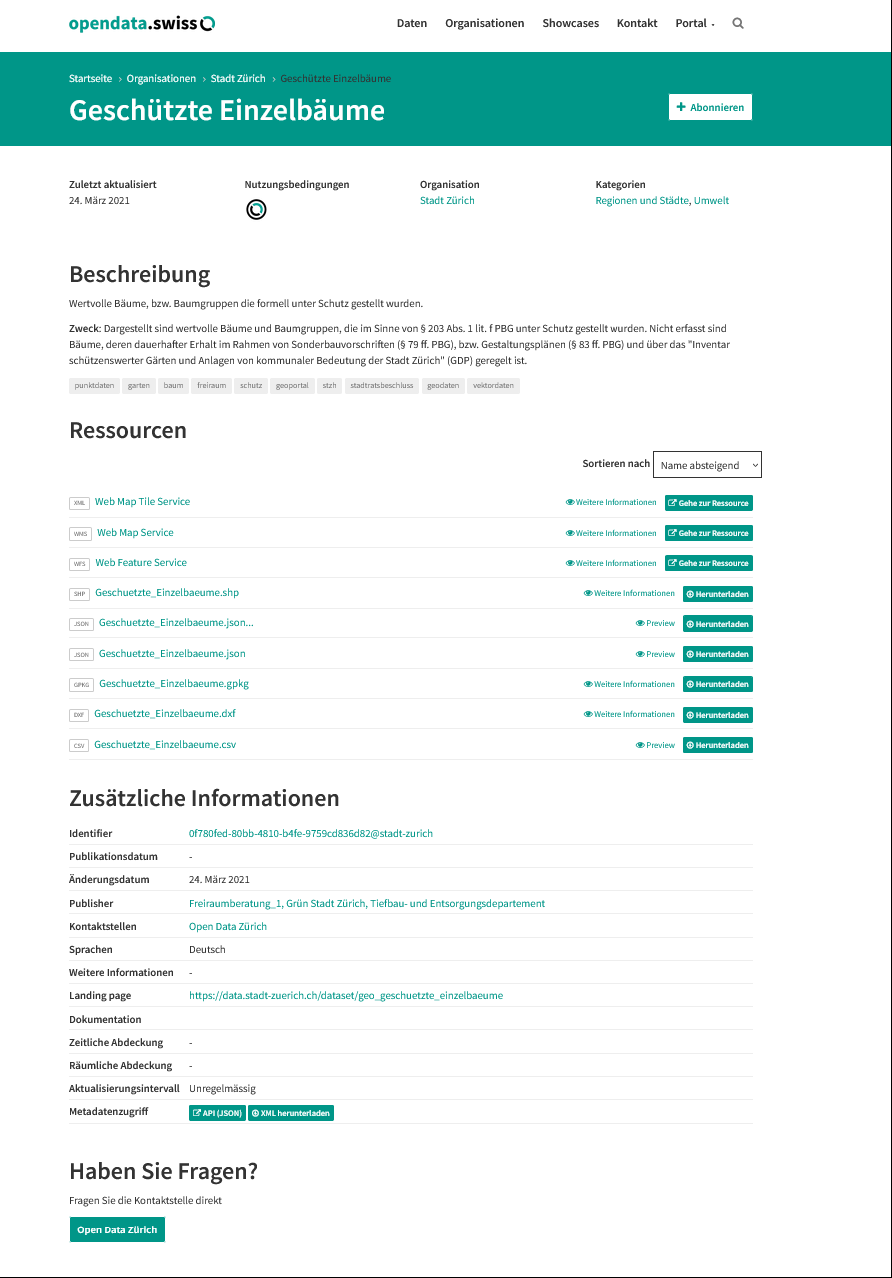 opendata.swiss
Daten Organisationen Showcases Kontakt Portal
Startseite › Organisationen › Stadt Zürich › Geschützte Einzelbäume
Geschützte Einzelbäume
+ Abonnieren
Zuletzt aktualisiert Nutzungsbedingungen Organisation Kategorien
24. März 2021 Stadt Zürich Regionen und Städte, Umwelt
Beschreibung
Wertvolle Bäume, bzw. Baumgruppen die formell unter Schutz gestellt wurden.
Zweck: Dargestellt sind wertvolle Bäume und Baumgruppen, die im Sinne von § 203 Abs. 1 lit. f PBG unter Schutz gestellt wurden. Nicht erfasst sind
Bäume, deren dauerhafter Erhalt im Rahmen von Sonderbauvorschriften (§ 79 ff. PBG), bzw. Gestaltungsplänen (§ 83 ff. PBG) und über das "Inventar
schützenswerter Gärten und Anlagen von kommunaler Bedeutung der Stadt Zürich" (GDP) geregelt ist.
punktdaten garten baum freiraum schutz geoportal stzh stadtratsbeschluss geodaten vektordaten
Ressourcen
Sortieren nach Name absteigend
XML Web Map Tile Service Weitere Informationen Gehe zur Ressource
WMS Web Map Service Weitere Informationen Gehe zur Ressource
WFS Web Feature Service Weitere Informationen Gehe zur Ressource
SHP Geschuetzte_Einzelbaeume.shp Weitere Informationen Herunterladen
JSON Geschuetzte_Einzelbaeume.json... Preview Herunterladen
JSON Geschuetzte_Einzelbaeume.json Preview Herunterladen
GPKG Geschuetzte_Einzelbaeume.gpkg Weitere Informationen Herunterladen
DXF Geschuetzte_Einzelbaeume.dxf Weitere Informationen Herunterladen
CSV Geschuetzte_Einzelbaeume.csv Preview Herunterladen
Zusätzliche Informationen
Identifier 0f780fed-80bb-4810-b4fe-9759cd836d82@stadt-zurich
Publikationsdatum -
Änderungsdatum 24. März 2021
Publisher Freiraumberatung_1, Grün Stadt Zürich, Tiefbau- und Entsorgungsdepartement
Kontaktstellen Open Data Zürich
Sprachen Deutsch
Weitere Informationen -
Landing page https://data.stadt-zuerich.ch/dataset/geo_geschuetzte_einzelbaeume
Dokumentation
Zeitliche Abdeckung -
Räumliche Abdeckung -
Aktualisierungsintervall Unregelmässig
Metadatenzugriff API (JSON) XML herunterladen
Haben Sie Fragen?
Fragen Sie die Kontaktstelle direkt
Open Data Zürich